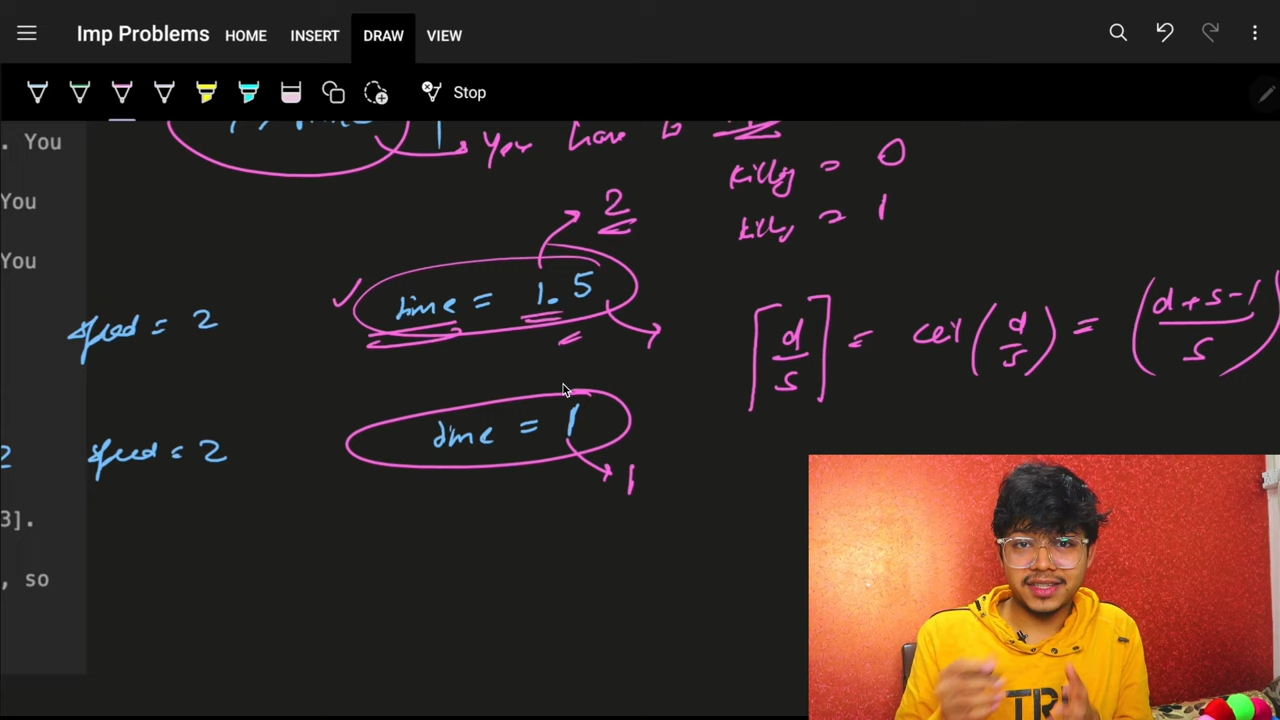 Imp Problems HOME INSERT DRAW VIEW
Stop
. You
You
You
You have to
killy = 0
killy = 1
2
time = 1.5
speed = 2
⌈d/s⌉ = ceil (d/s) = (d+s-1/s)
time = 1
2 speed = 2
1
3].
, so
TRU